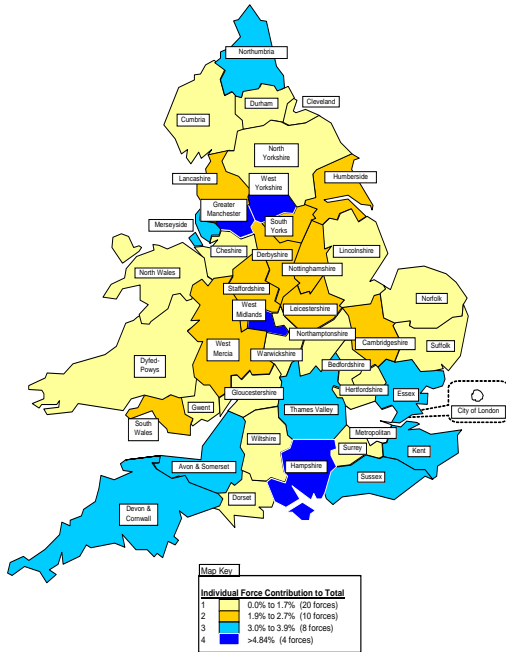 Northumbria
Cleveland
Durham
Cumbria
North
Yorkshire
Lancashire
West
Yorkshire
Humberside
Greater
Manchester
Merseyside
South
Yorks
Cheshire
Derbyshire
Lincolnshire
North Wales
Nottinghamshire
Staffordshire
Norfolk
West
Midlands
Leicestershire
Northamptonshire
West
Mercia
Cambridgeshire
Suffolk
Warwickshire
Dyfed-
Powys
Bedfordshire
Gloucestershire
Hertfordshire
Essex
Gwent
Thames Valley
City of London
South
Wales
Metropolitan
Wiltshire
Surrey
Kent
Avon & Somerset
Hampshire
Sussex
Dorset
Devon &
Cornwall
Map Key
Individual Force Contribution to Total
1 0.0% to 1.7% (20 forces)
2 1.9% to 2.7% (10 forces)
3 3.0% to 3.9% (8 forces)
4 >4.84% (4 forces)